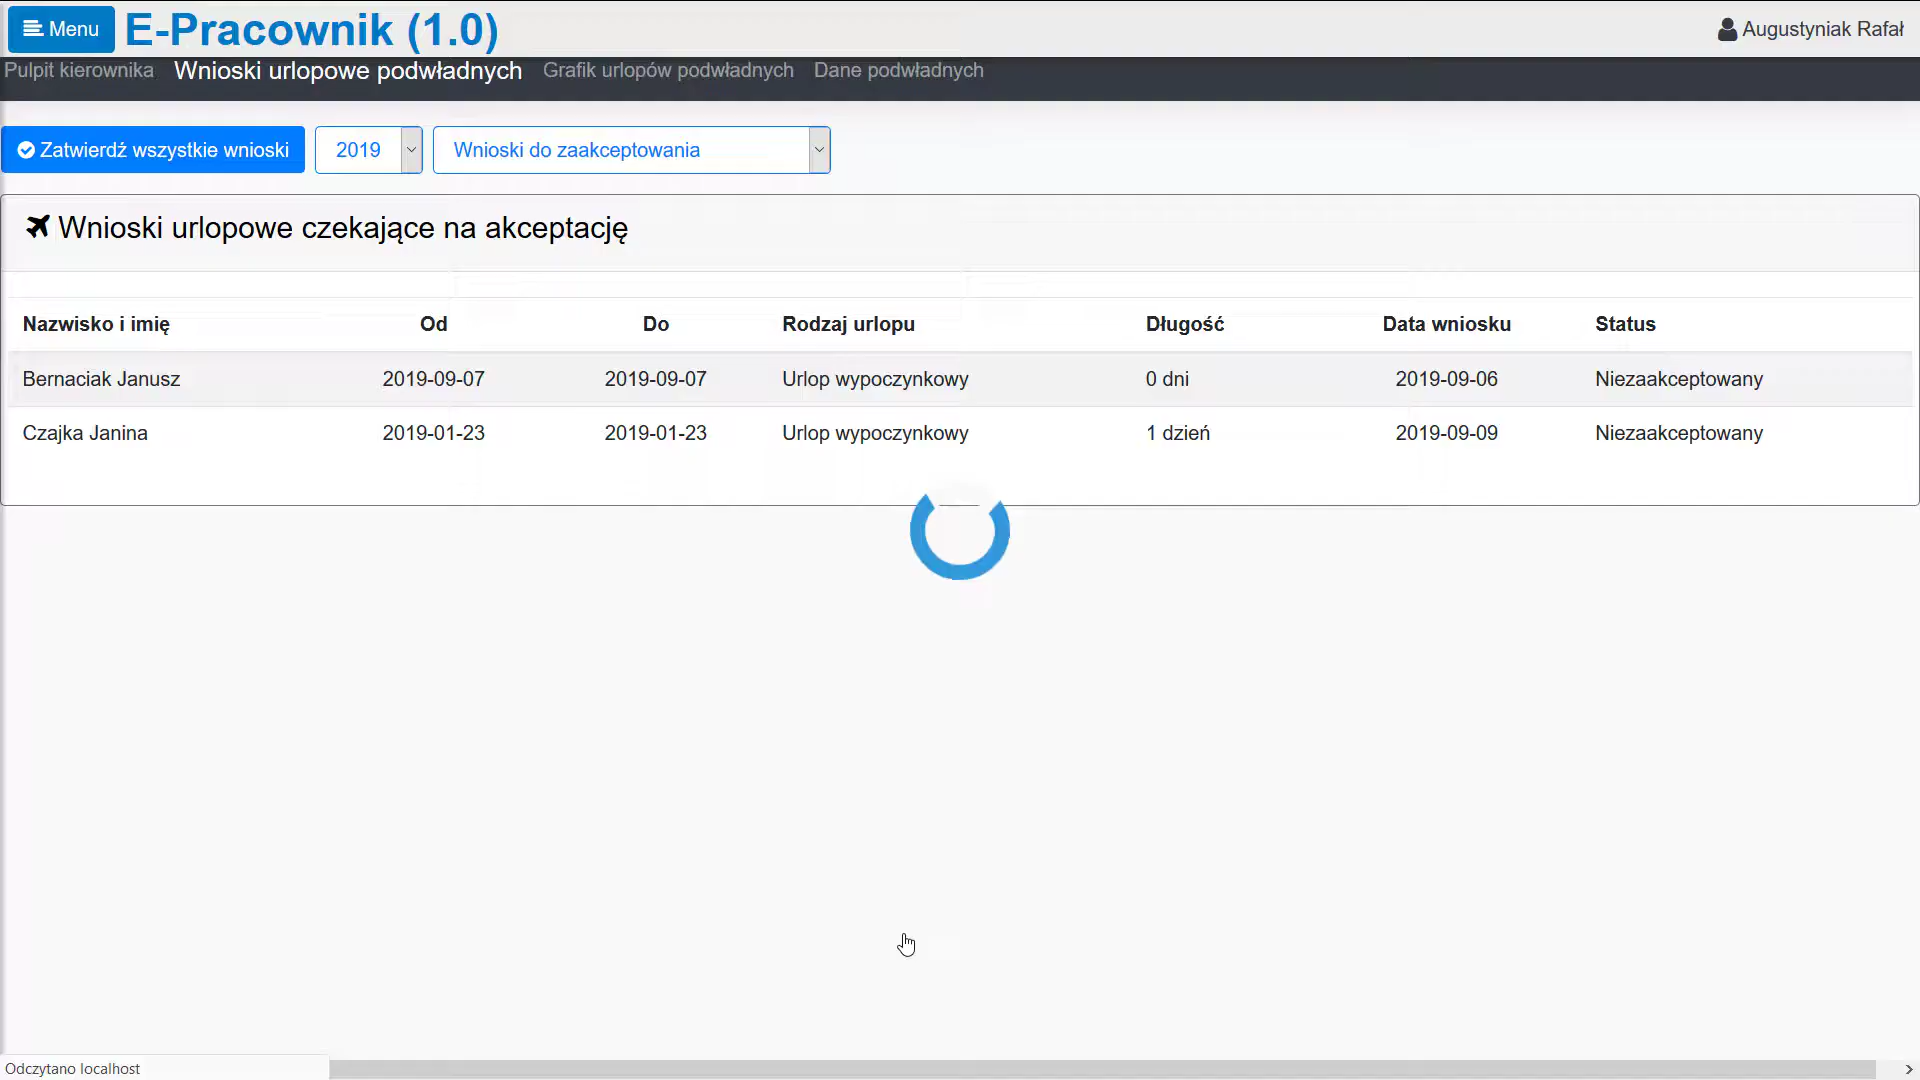 Menu E-Pracownik (1.0) Augustyniak Rafał
Pulpit kierownika Wnioski urlopowe podwładnych Grafik urlopów podwładnych Dane podwładnych
Zatwierdź wszystkie wnioski 2019 Wnioski do zaakceptowania
Wnioski urlopowe czekające na akceptację
Nazwisko i imię Od Do Rodzaj urlopu Długość Data wniosku Status
Bernaciak Janusz 2019-09-07 2019-09-07 Urlop wypoczynkowy 0 dni 2019-09-06 Niezaakceptowany
Czajka Janina 2019-01-23 2019-01-23 Urlop wypoczynkowy 1 dzień 2019-09-09 Niezaakceptowany
Odczytano localhost